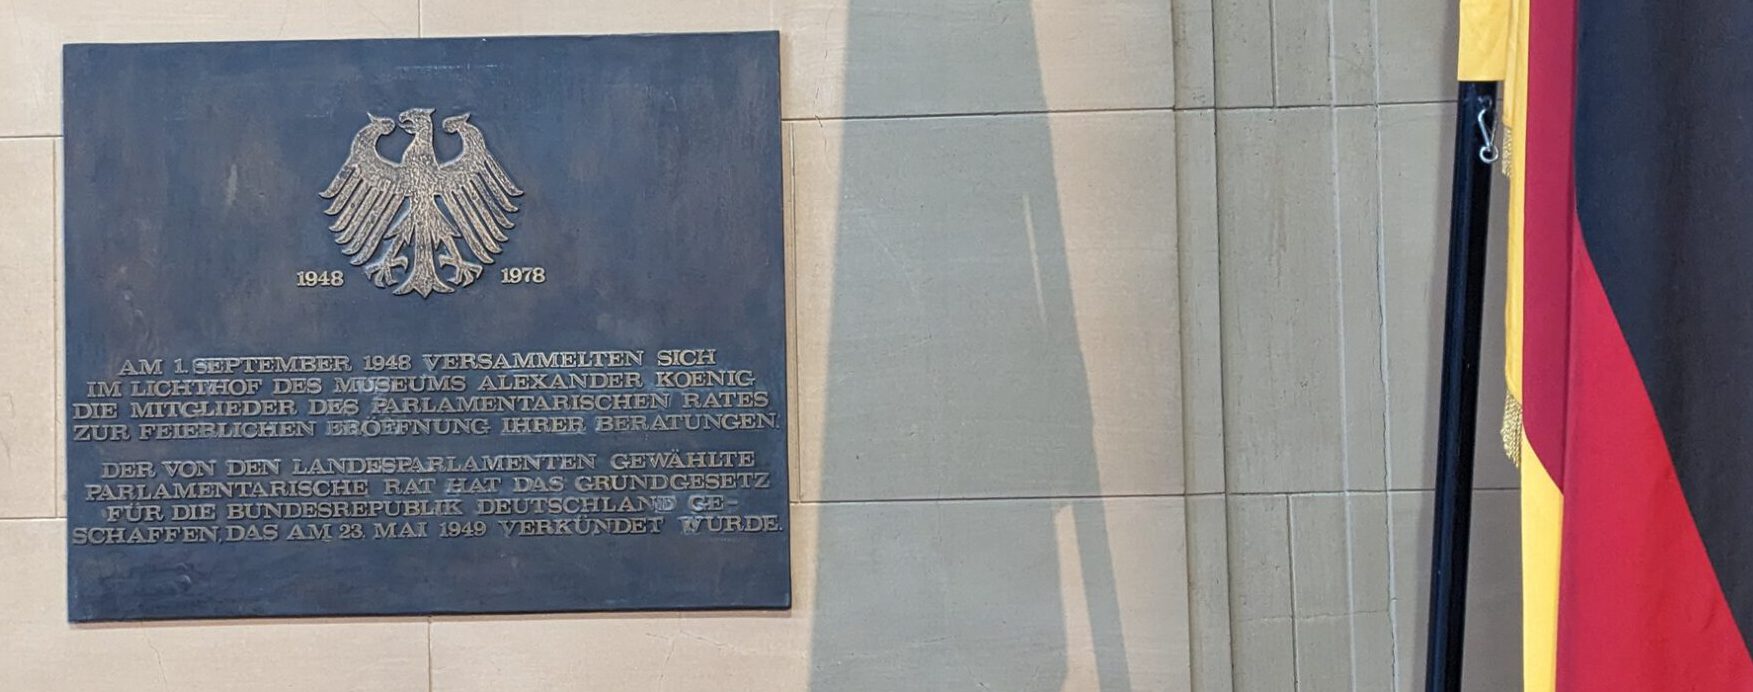 1948 1978
AM 1. SEPTEMBER 1948 VERSAMMELTEN SICH
IM LICHTHOF DES MUSEUMS ALEXANDER KOENIG
DIE MITGLIEDER DES PARLAMENTARISCHEN RATES
ZUR FEIERLICHEN ERÖFFNUNG IHRER BERATUNGEN.
DER VON DEN LANDESPARLAMENTEN GEWÄHLTE
PARLAMENTARISCHE RAT HAT DAS GRUNDGESETZ
FÜR DIE BUNDESREPUBLIK DEUTSCHLAND GE-
SCHAFFEN, DAS AM 23. MAI 1949 VERKÜNDET WURDE.